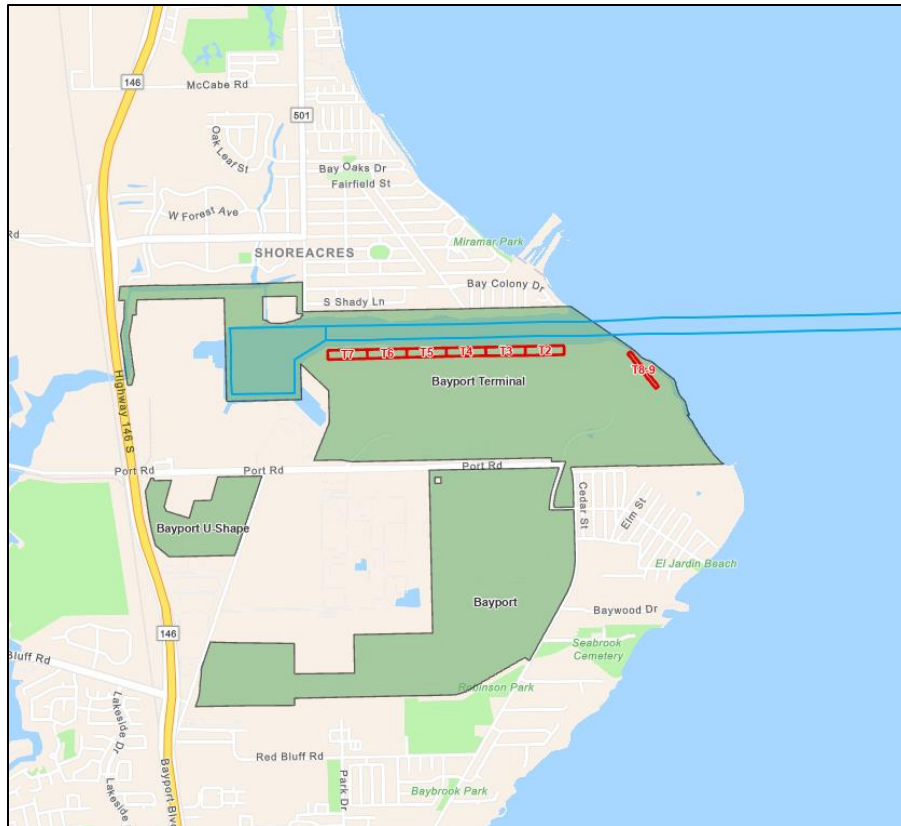 McCabe Rd
146
501
Oak Leaf St
Bay Oaks Dr
Fairfield St
W Forest Ave
Rd
SHOREACRES
Miramar Park
Bay Colony Dr
S Shady Ln
T7
T6
T5
T4
T3
T2
T8-9
Bayport Terminal
Highway 146 S
Port Rd
Port Rd
Port Rd
Cedar St
Elm St
Bayport U-Shape
El Jardin Beach
Bayport
Baywood Dr
146
Seabrook
Cemetery
Bluff Rd
Robinson Park
Lakeside Dr
Red Bluff Rd
Lakeside
Bayport Blvd
Park Dr
Baybrook Park